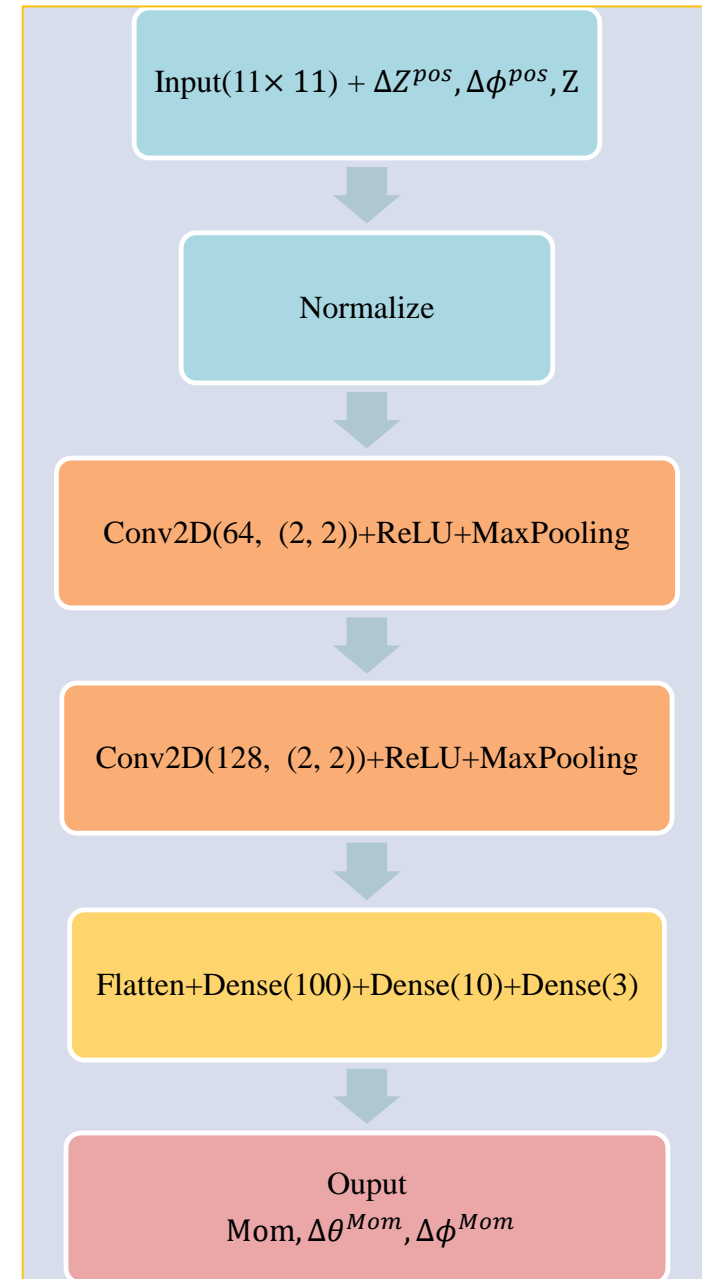 Input(11× 11) + ΔZ^{pos}, Δϕ^{pos}, Z
Normalize
Conv2D(64, (2, 2))+ReLU+MaxPooling
Conv2D(128, (2, 2))+ReLU+MaxPooling
Flatten+Dense(100)+Dense(10)+Dense(3)
Ouput
Mom, Δθ^{Mom}, Δϕ^{Mom}